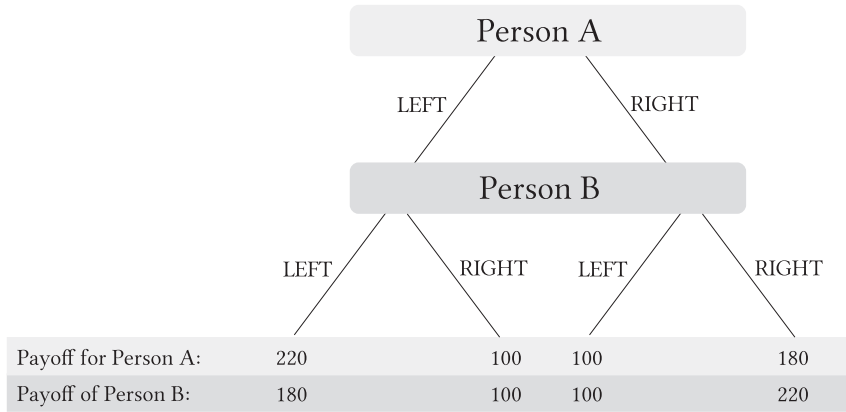 Person A
LEFT RIGHT
Person B
LEFT RIGHT LEFT RIGHT
Payoff for Person A: 220 100 100 180
Payoff of Person B: 180 100 100 220